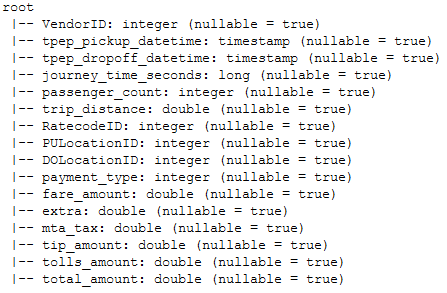 root
|-- VendorID: integer (nullable = true)
|-- tpep_pickup_datetime: timestamp (nullable = true)
|-- tpep_dropoff_datetime: timestamp (nullable = true)
|-- journey_time_seconds: long (nullable = true)
|-- passenger_count: integer (nullable = true)
|-- trip_distance: double (nullable = true)
|-- RatecodeID: integer (nullable = true)
|-- PULocationID: integer (nullable = true)
|-- DOLocationID: integer (nullable = true)
|-- payment_type: integer (nullable = true)
|-- fare_amount: double (nullable = true)
|-- extra: double (nullable = true)
|-- mta_tax: double (nullable = true)
|-- tip_amount: double (nullable = true)
|-- tolls_amount: double (nullable = true)
|-- total_amount: double (nullable = true)